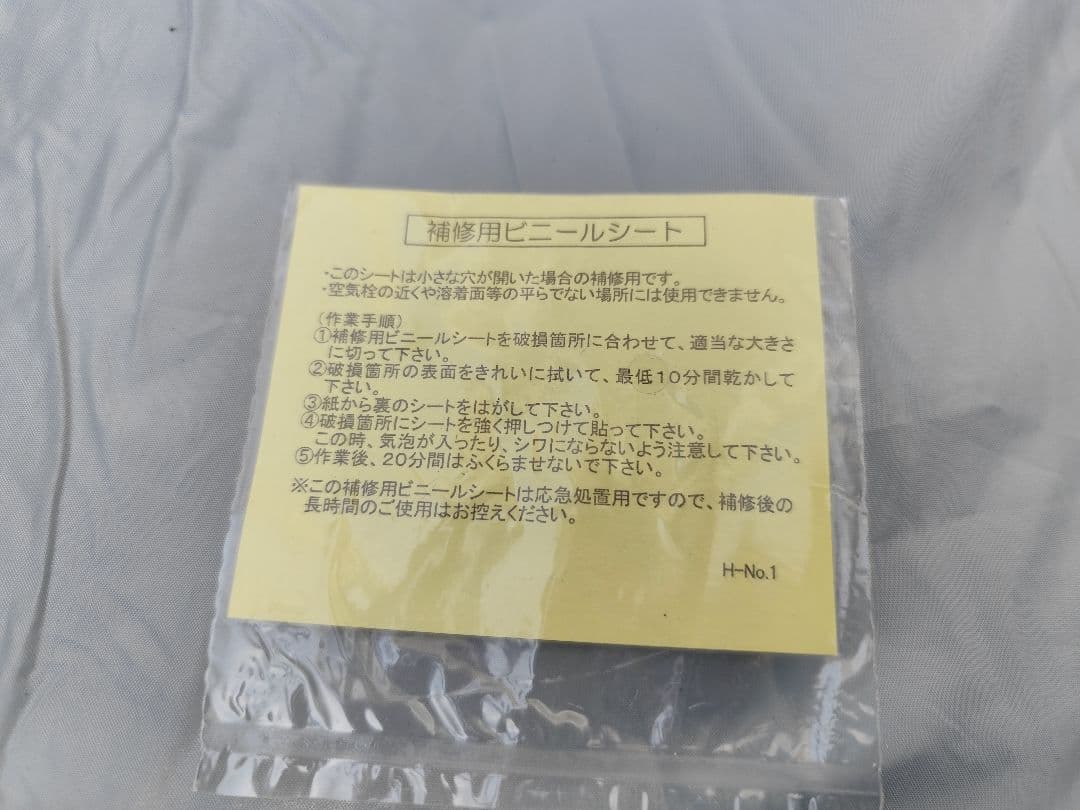 補修用ビニールシート
・このシートは小さな穴が開いた場合の補修用です。
・空気栓の近くや溶着面等の平らでない場所には使用できません。
（作業手順）
①補修用ビニールシートを破損箇所に合わせて、適当な大きさ
に切って下さい。
②破損箇所の表面をきれいに拭いて、最低１０分間乾かして
下さい。
③紙から裏のシートをはがして下さい。
④破損箇所にシートを強く押しつけて貼って下さい。
この時、気泡が入ったり、シワにならないよう注意して下さい。
⑤作業後、２０分間はふくらませないで下さい。
※この補修用ビニールシートは応急処置用ですので、補修後の
長時間のご使用はお控えください。
H-No.1